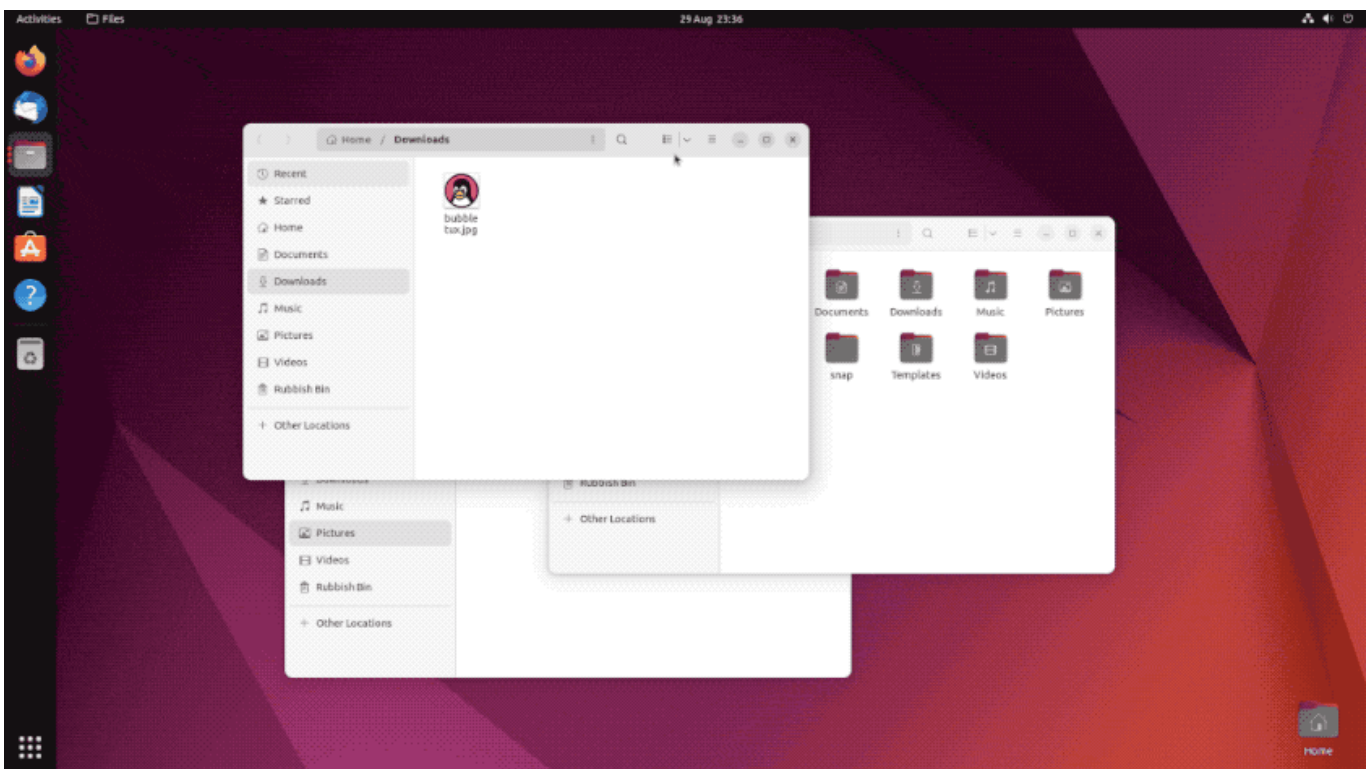 Activities Files 29 Aug 23:36
Home / Downloads
Recent
Starred
Home
Documents
Downloads
Music
Pictures
Videos
Rubbish Bin
Other Locations
bubble
tux.jpg
Documents Downloads Music Pictures
snap Templates Videos
Rubbish Bin
Other Locations
Downloads
Music
Pictures
Videos
Rubbish Bin
Other Locations
Home